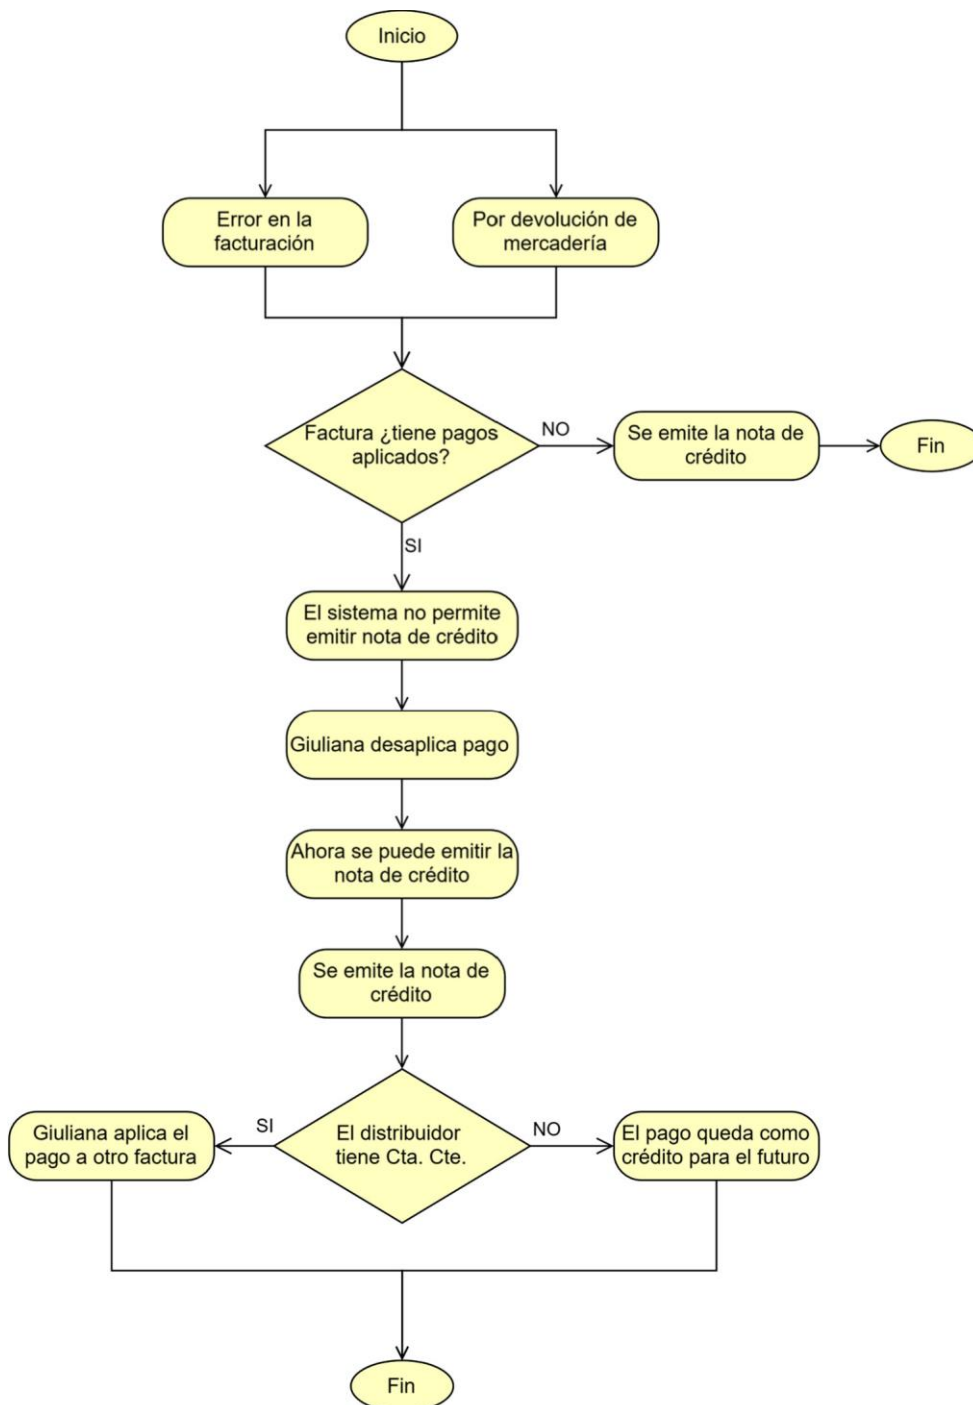 Inicio
Error en la
facturación
Por devolución de
mercadería
Factura ¿tiene pagos
aplicados?
NO
Se emite la nota de
crédito
Fin
SI
El sistema no permite
emitir nota de crédito
Giuliana desaplica pago
Ahora se puede emitir la
nota de crédito
Se emite la nota de
crédito
Giuliana aplica el
pago a otro factura
SI
El distribuidor
tiene Cta. Cte.
NO
El pago queda como
crédito para el futuro
Fin